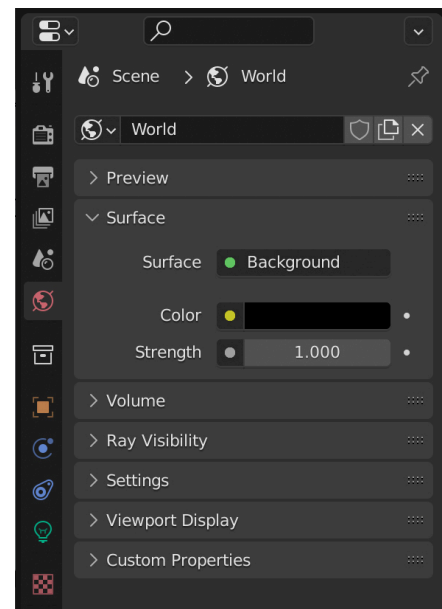 Scene > World
World
> Preview
Surface
Surface Background
Color
Strength 1.000
> Volume
> Ray Visibility
> Settings
> Viewport Display
> Custom Properties